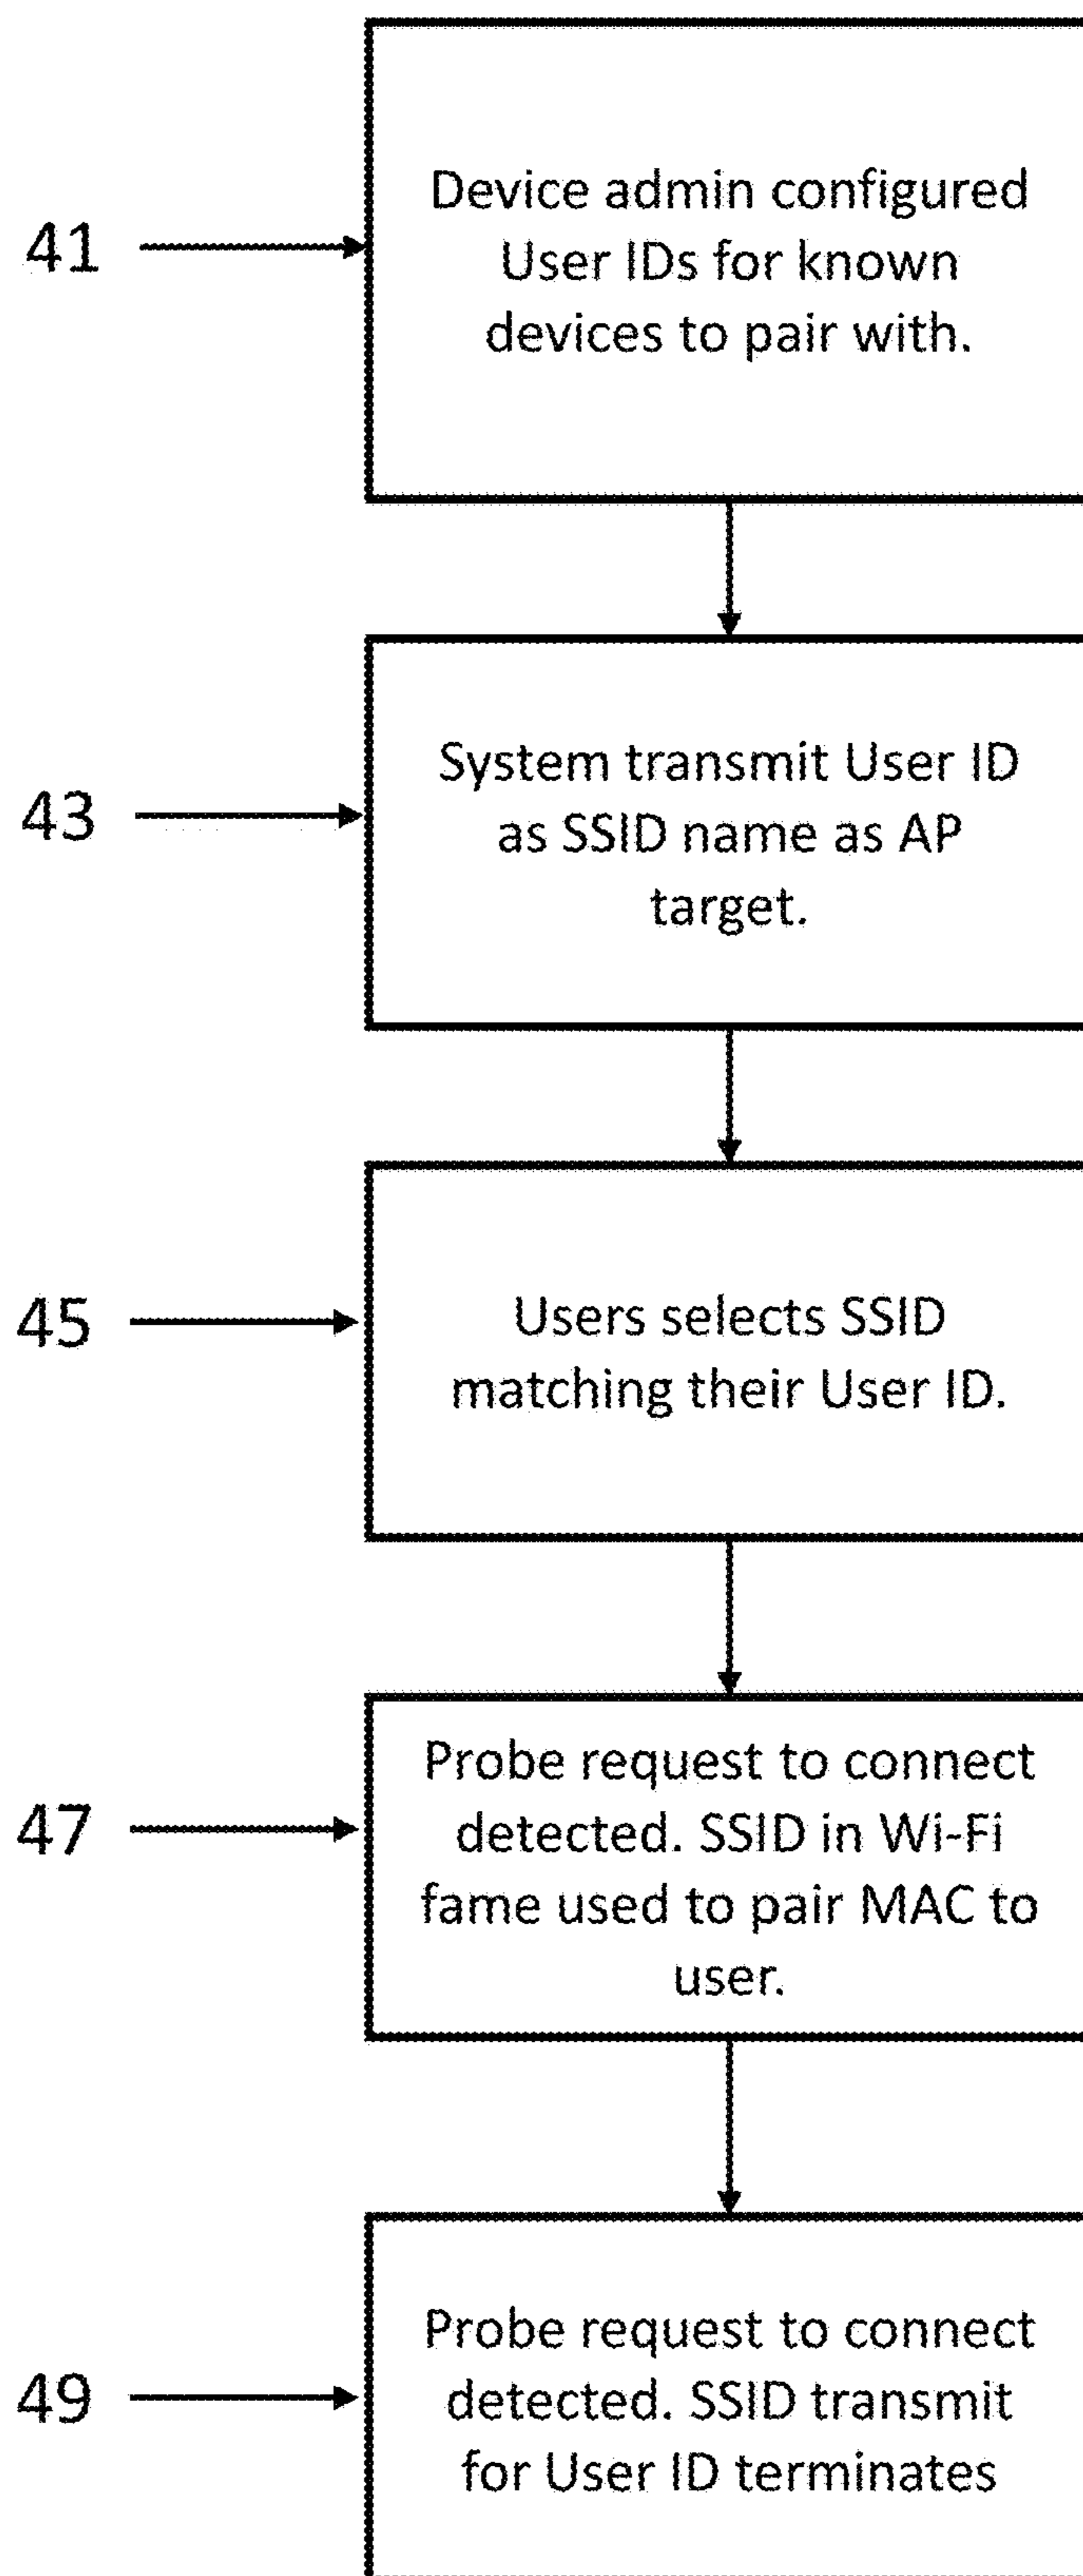 41
Device admin configured
User IDs for known
devices to pair with.
43
System transmit User ID
as SSID name as AP
target.
45
Users selects SSID
matching their User ID.
47
Probe request to connect
detected. SSID in Wi-Fi
fame used to pair MAC to
user.
49
Probe request to connect
detected. SSID transmit
for User ID terminates